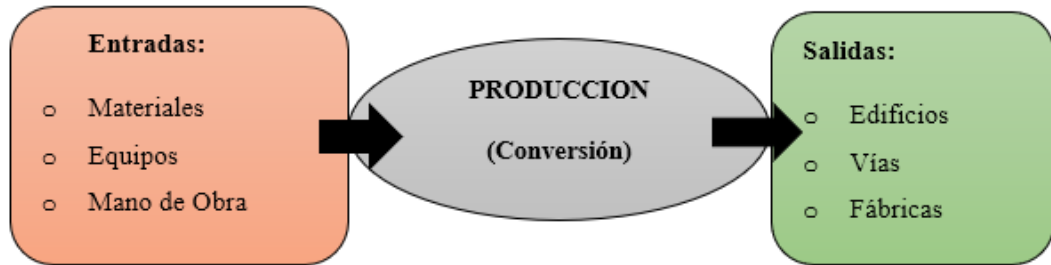 Entradas:
o Materiales
o Equipos
o Mano de Obra
PRODUCCION
(Conversión)
Salidas:
o Edificios
o Vías
o Fábricas